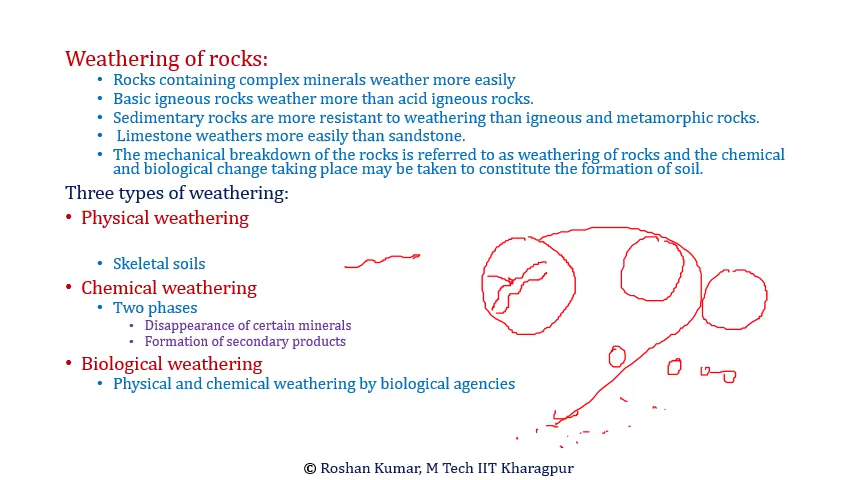 Weathering of rocks:
• Rocks containing complex minerals weather more easily
• Basic igneous rocks weather more than acid igneous rocks.
• Sedimentary rocks are more resistant to weathering than igneous and metamorphic rocks.
• Limestone weathers more easily than sandstone.
• The mechanical breakdown of the rocks is referred to as weathering of rocks and the chemical
and biological change taking place may be taken to constitute the formation of soil.
Three types of weathering:
• Physical weathering
• Skeletal soils
• Chemical weathering
• Two phases
• Disappearance of certain minerals
• Formation of secondary products
• Biological weathering
• Physical and chemical weathering by biological agencies
© Roshan Kumar, M Tech IIT Kharagpur